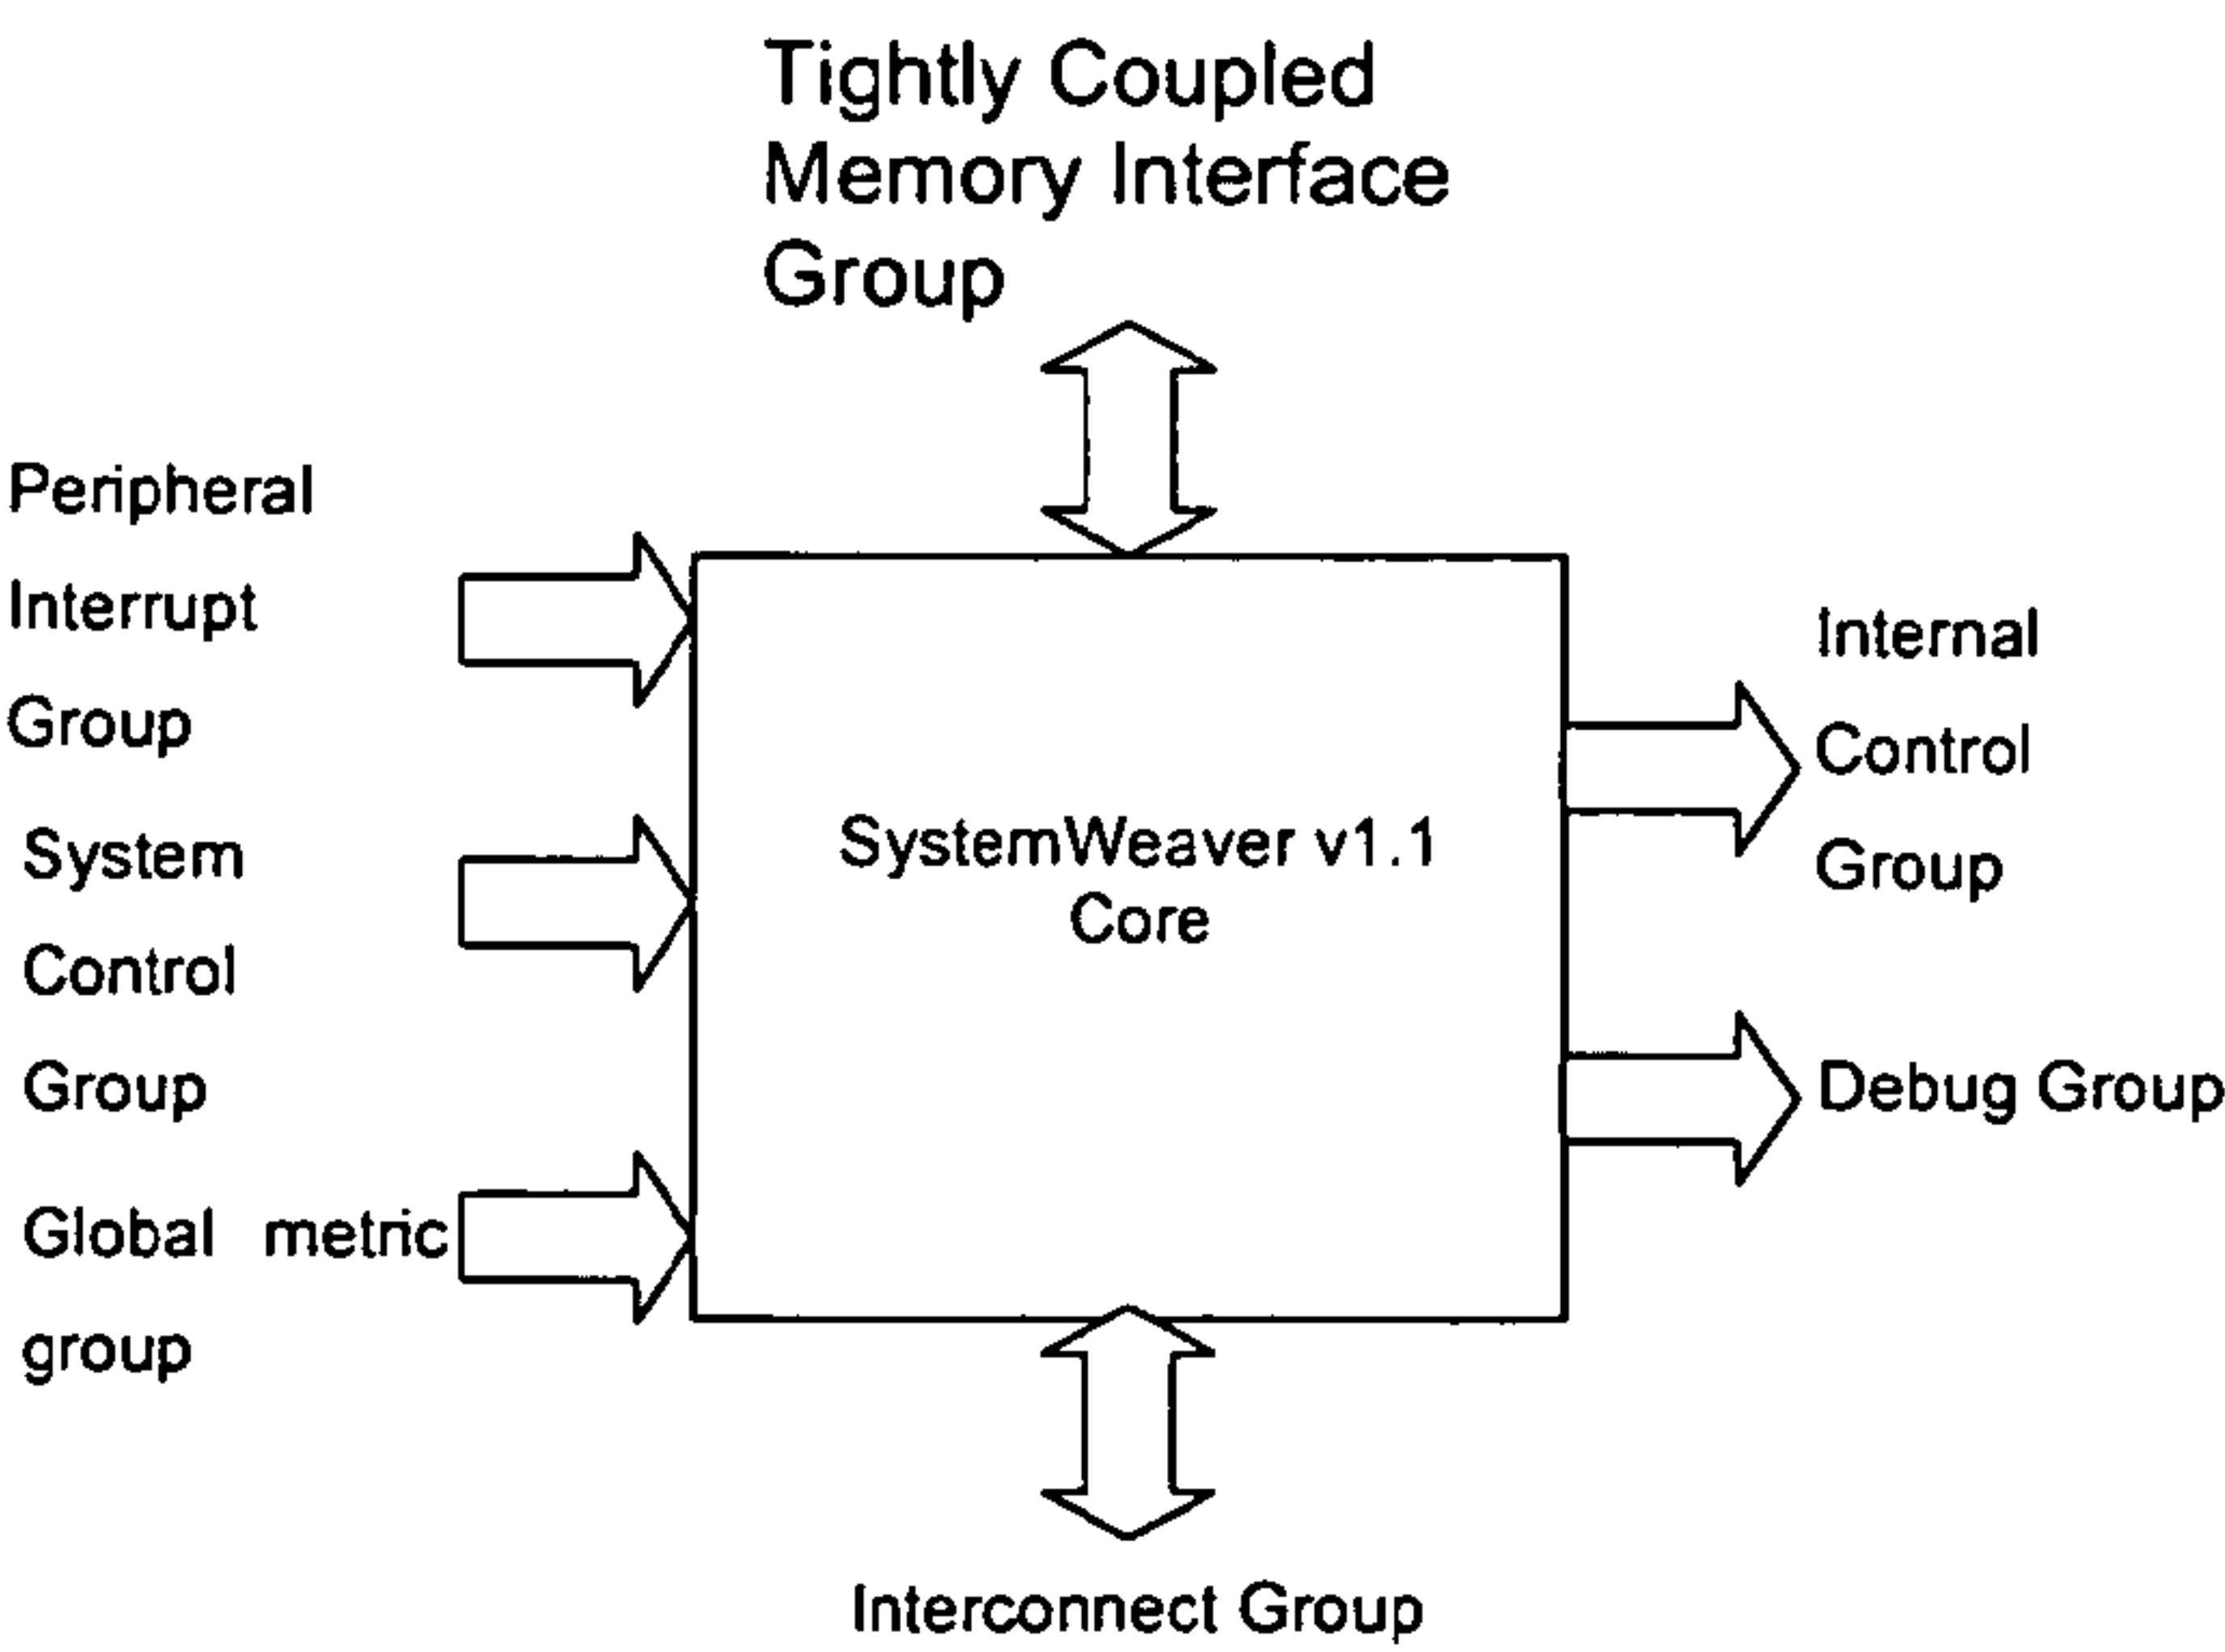 Tightly Coupled
Memory Interface
Group
Peripheral
Interrupt
Group
System
Control
Group
Global metric
group
SystemWeaver v1.1
Core
Internal
Control
Group
Debug Group
Interconnect Group